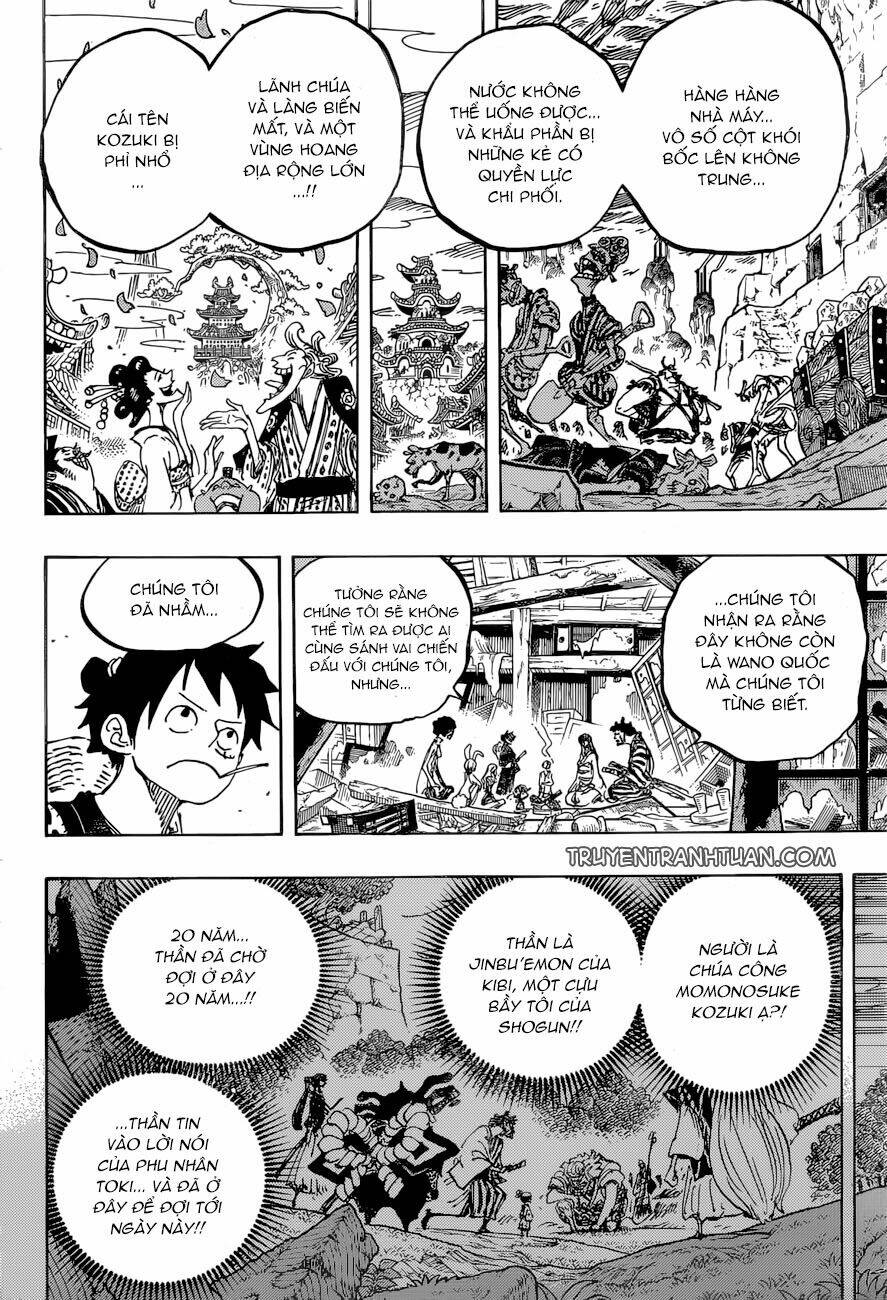 HÀNG HÀNG
NHÀ MÁY...
VÔ SỐ CỘT KHÓI
BỐC LÊN KHÔNG
TRUNG...
NƯỚC KHÔNG
THỂ UỐNG ĐƯỢC...
VÀ KHẨU PHẦN BỊ
NHỮNG KẺ CÓ
QUYỀN LỰC
CHI PHỐI.
LÃNH CHÚA
VÀ LÀNG BIẾN
MẤT, VÀ MỘT
VÙNG HOANG
ĐỊA RỘNG LỚN
...!!
CÁI TÊN
KOZUKI BỊ
PHỈ NHỔ
...
...CHÚNG TÔI
NHẬN RA RẰNG
ĐÂY KHÔNG CÒN
LÀ WANO QUỐC
MÀ CHÚNG TÔI
TỪNG BIẾT.
TƯỞNG RẰNG
CHÚNG TÔI SẼ KHÔNG
THỂ TÌM RA ĐƯỢC AI
CÙNG SÁNH VAI CHIẾN
ĐẤU VỚI CHÚNG TÔI,
NHƯNG...
CHÚNG TÔI
ĐÃ NHẦM...
TRUYENTRANHTUAN.COM
NGƯỜI LÀ
CHÚA CÔNG
MOMONOSUKE
KOZUKI Ạ?!
THẦN LÀ
JINBU'EMON CỦA
KIBI, MỘT CỰU
BẦY TÔI CỦA
SHOGUN!!
20 NĂM...
THẦN ĐÃ CHỜ
ĐỢI Ở ĐÂY
20 NĂM...!!
...THẦN TIN
VÀO LỜI NÓI
CỦA PHU NHÂN
TOKI... VÀ ĐÃ Ở
ĐÂY ĐỂ ĐỢI TỚI
NGÀY NÀY!!